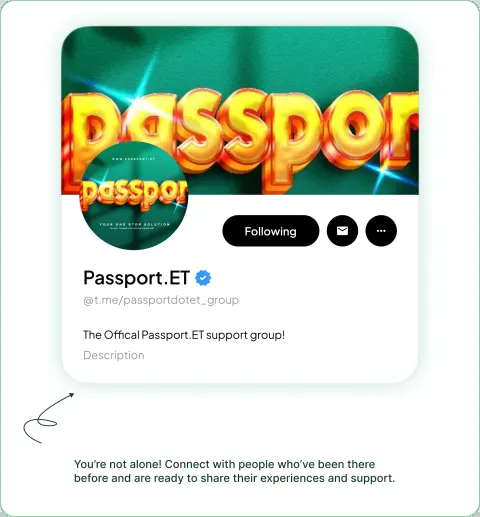 passpor
WWW.PASSPORT.ET
passpor
YOUR ONE STOP SOLUTION
Following
Passport.ET
@t.me/passportdotet_group
The Offical Passport.ET support group!
Description
You're not alone! Connect with people who've been there
before and are ready to share their experiences and support.